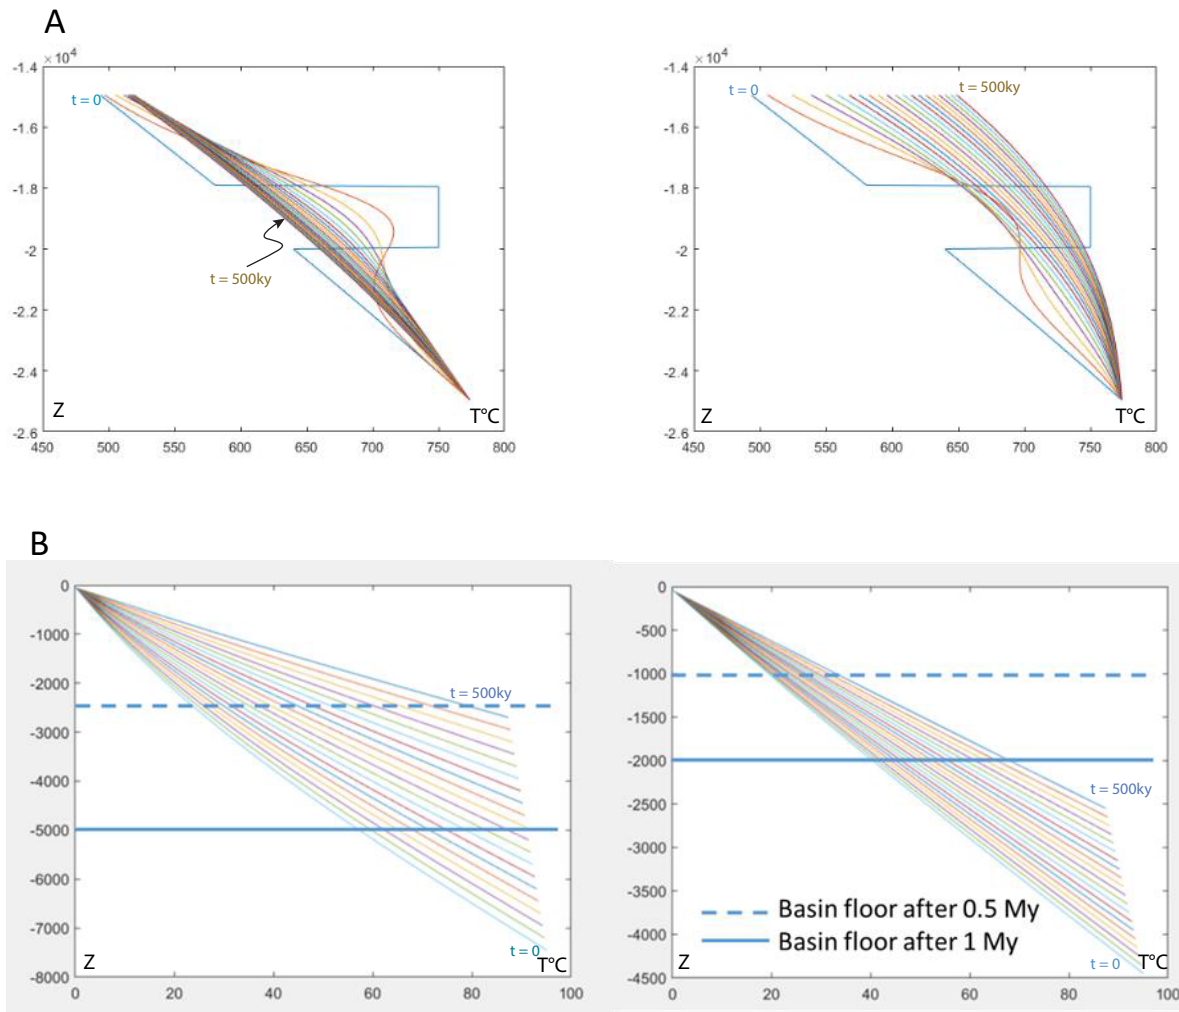 A
×10⁴
-1.4
-1.6
-1.8
-2
-2.2
-2.4
-2.6
t = 0
t = 500ky
Z
T°C
450 500 550 600 650 700 750 800
×10⁴
-1.4
-1.6
-1.8
-2
-2.2
-2.4
-2.6
t = 0
t = 500ky
Z
T°C
450 500 550 600 650 700 750 800
B
0
-1000
-2000
-3000
-4000
-5000
-6000
-7000
-8000
t = 500ky
t = 0
Z
T°C
0 20 40 60 80 100
0
-500
-1000
-1500
-2000
-2500
-3000
-3500
-4000
-4500
t = 500ky
Basin floor after 0.5 My
Basin floor after 1 My
t = 0
Z
T°C
0 20 40 60 80 100